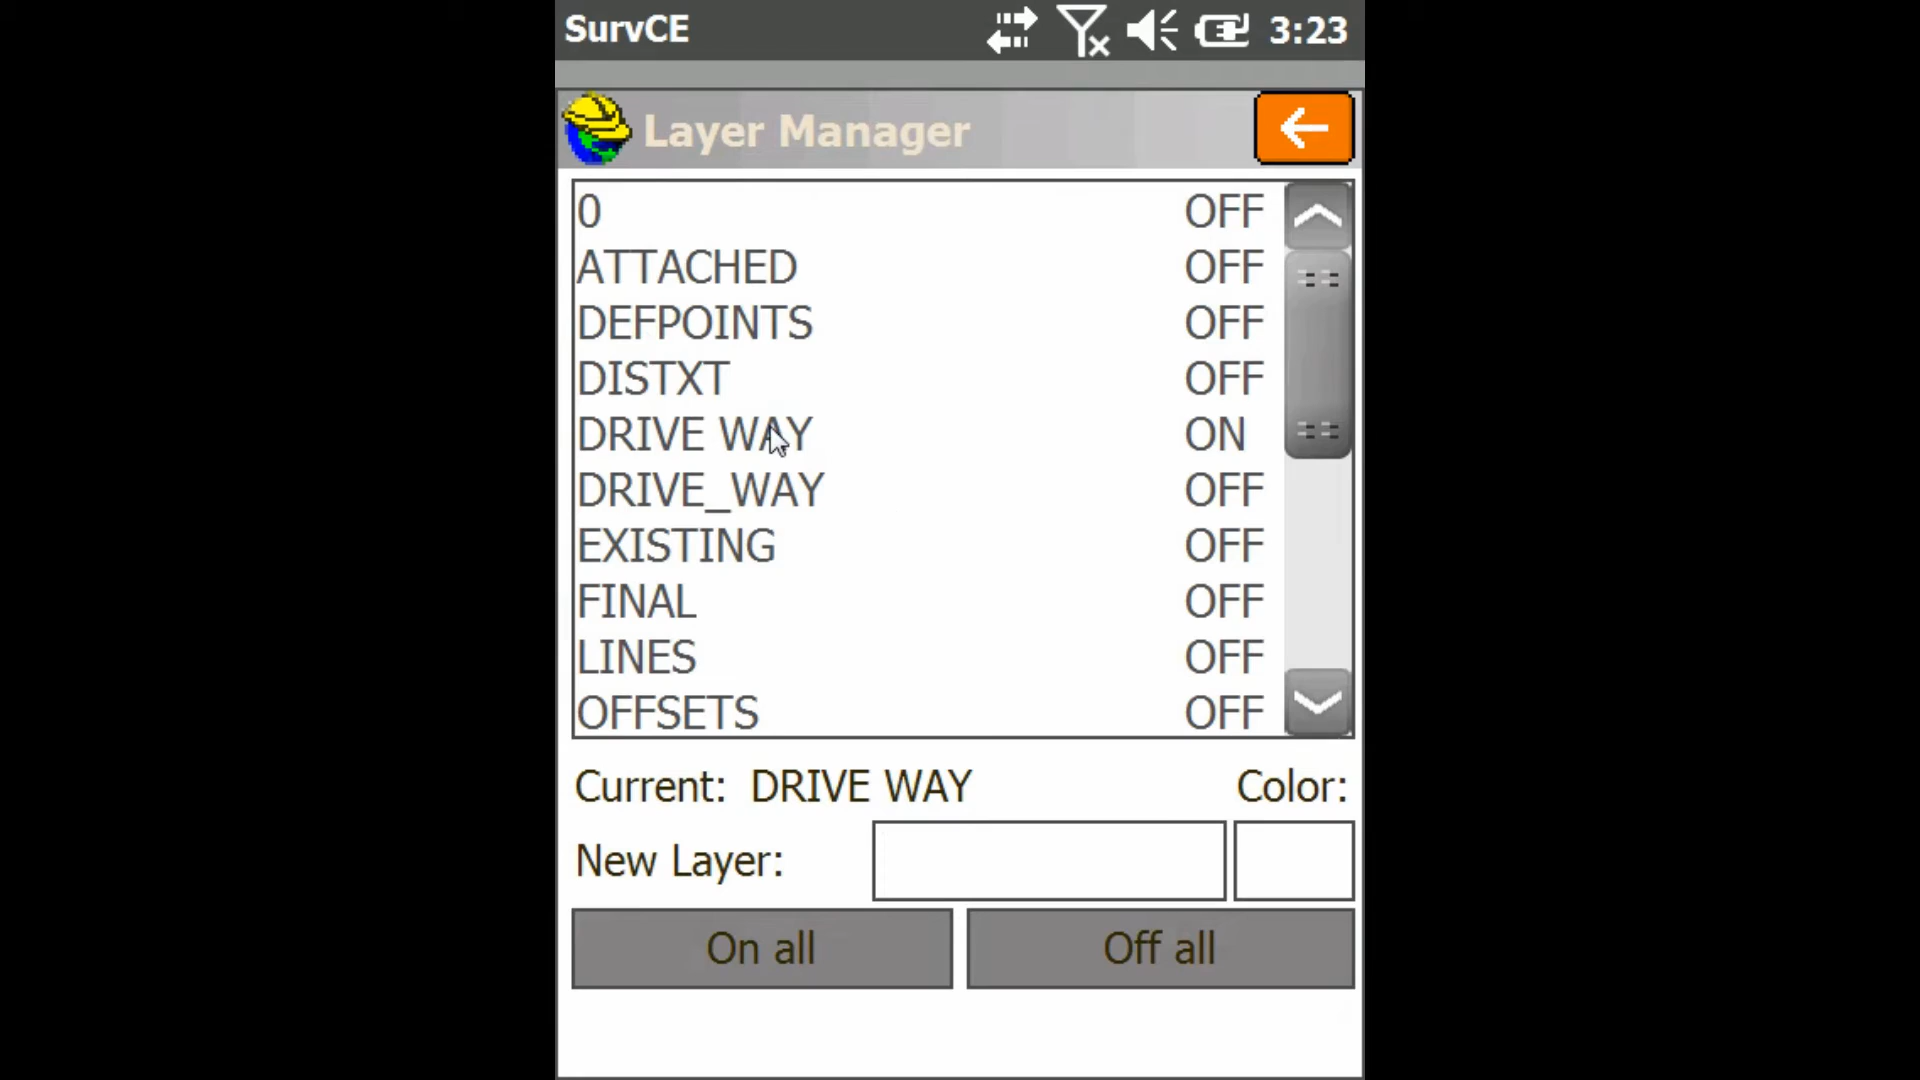 SurvCE 3:23
Layer Manager
0 OFF
ATTACHED OFF
DEFPOINTS OFF
DISTXT OFF
DRIVE WAY ON
DRIVE_WAY OFF
EXISTING OFF
FINAL OFF
LINES OFF
OFFSETS OFF
Current: DRIVE WAY Color:
New Layer:
On all Off all